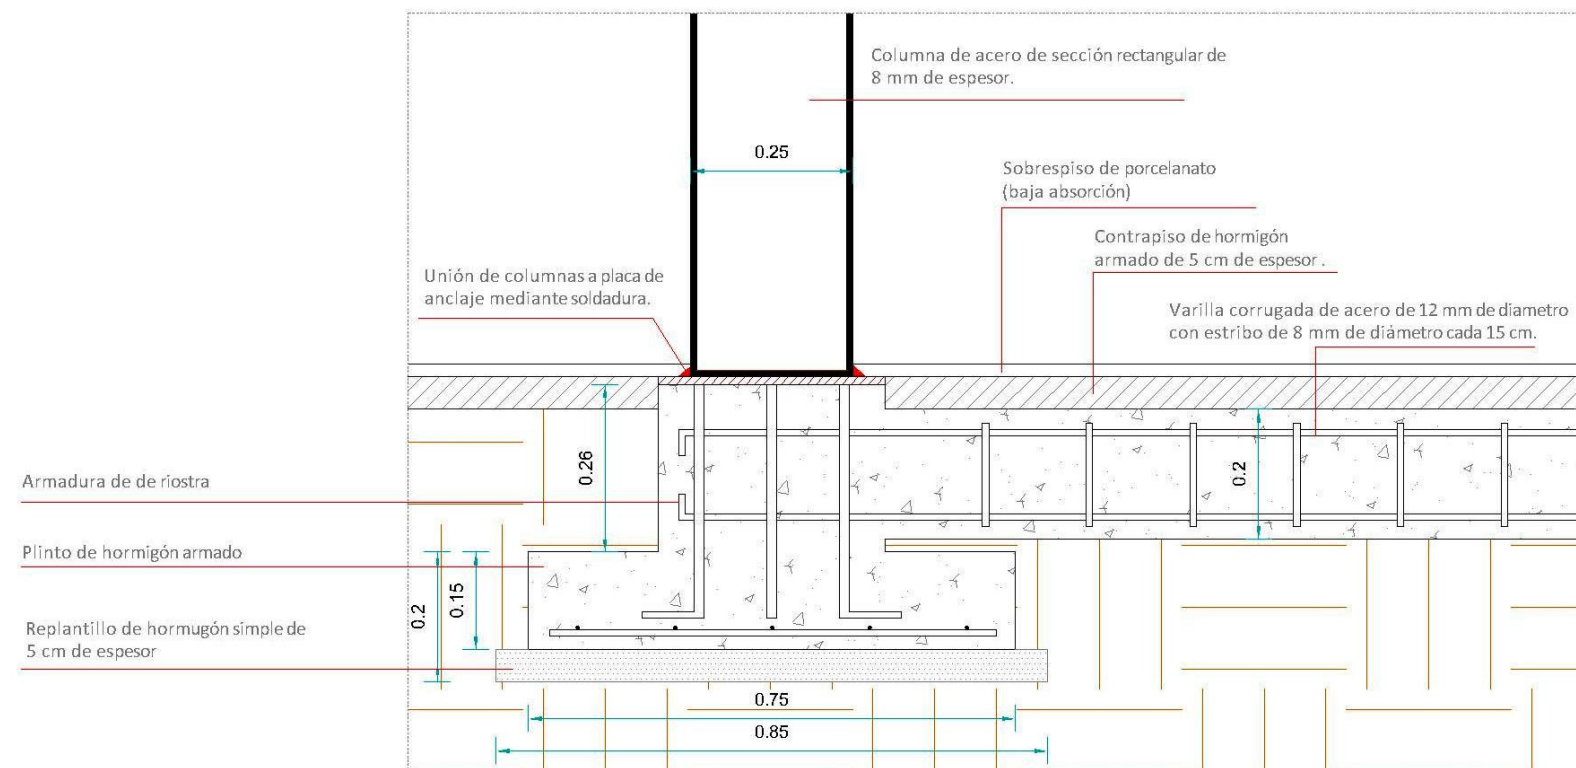 Columna de acero de sección rectangular de
8 mm de espesor.
0.25
Sobrespiso de porcelanato
(baja absorción)
Contrapiso de hormigón
armado de 5 cm de espesor .
Unión de columnas a placa de
anclaje mediante soldadura.
Varilla corrugada de acero de 12 mm de diametro
con estribo de 8 mm de diámetro cada 15 cm.
0.26
0.2
Armadura de de riostra
Plinto de hormigón armado
0.2
0.15
Replantillo de hormugón simple de
5 cm de espesor
0.75
0.85